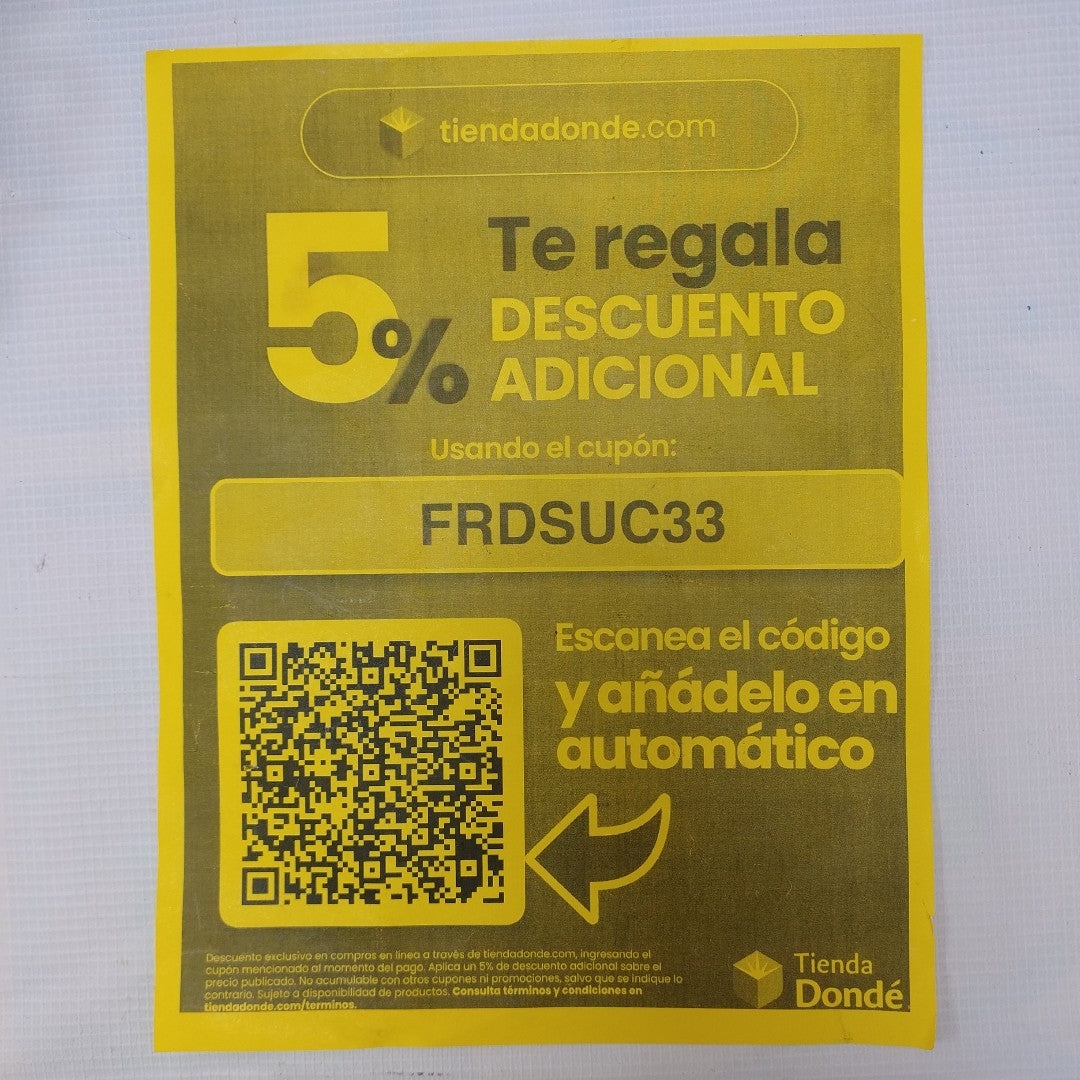 tiendadonde.com
5%
Te regala
DESCUENTO
ADICIONAL
Usando el cupón:
FRDSUC33
Escanea el código
y añádelo en
automático
Descuento exclusivo en compras en línea a través de tiendadonde.com, ingresando el
cupón mencionado al momento del pago. Aplica un 5% de descuento adicional sobre el
precio publicado. No acumulable con otros cupones ni promociones, salvo que se indique lo
contrario. Sujeto a disponibilidad de productos. Consulta términos y condiciones en
tiendadonde.com/terminos.
Tienda
Dondé